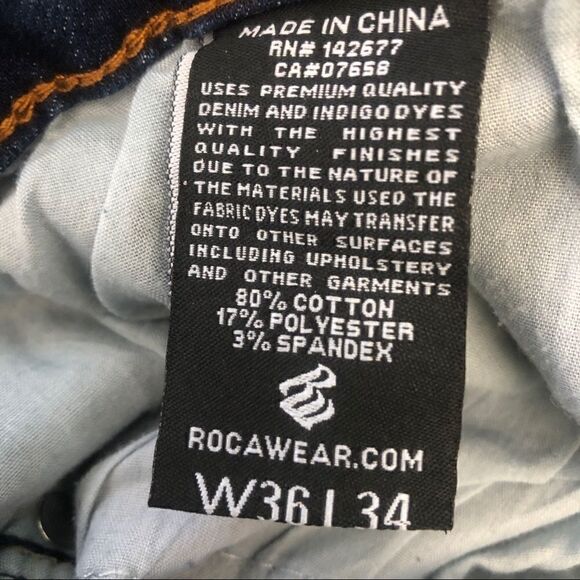 MADE IN CHINA
RN# 142677
CA#07658
USES PREMIUM QUALITY
DENIM AND INDIGO DYES
WITH THE HIGHEST
QUALITY FINISHES
DUE TO THE NATURE OF
THE MATERIALS USED THE
FABRIC DYES MAY TRANSFER
ONTO OTHER SURFACES
INCLUDING UPHOLSTERY
AND OTHER GARMENTS
80% COTTON
17% POLYESTER
3% SPANDEX
ROCAWEAR.COM
W36 L34